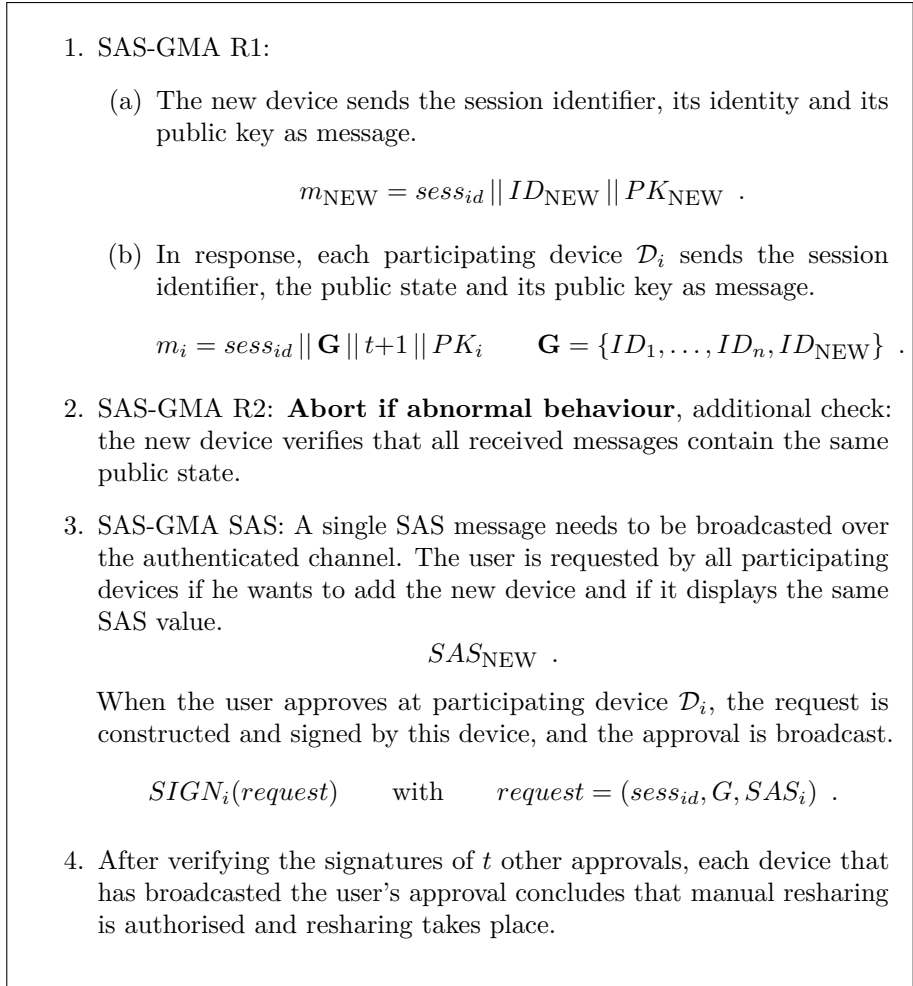 1. SAS-GMA R1:
(a) The new device sends the session identifier, its identity and its
public key as message.
m_NEW = sess_id || ID_NEW || PK_NEW .
(b) In response, each participating device 𝒟_i sends the session
identifier, the public state and its public key as message.
m_i = sess_id || G || t+1 || PK_i G = {ID_1, . . . , ID_n, ID_NEW} .
2. SAS-GMA R2: Abort if abnormal behaviour, additional check:
the new device verifies that all received messages contain the same
public state.
3. SAS-GMA SAS: A single SAS message needs to be broadcasted over
the authenticated channel. The user is requested by all participating
devices if he wants to add the new device and if it displays the same
SAS value.
SAS_NEW .
When the user approves at participating device 𝒟_i, the request is
constructed and signed by this device, and the approval is broadcast.
SIGN_i(request) with request = (sess_id, G, SAS_i) .
4. After verifying the signatures of t other approvals, each device that
has broadcasted the user's approval concludes that manual resharing
is authorised and resharing takes place.